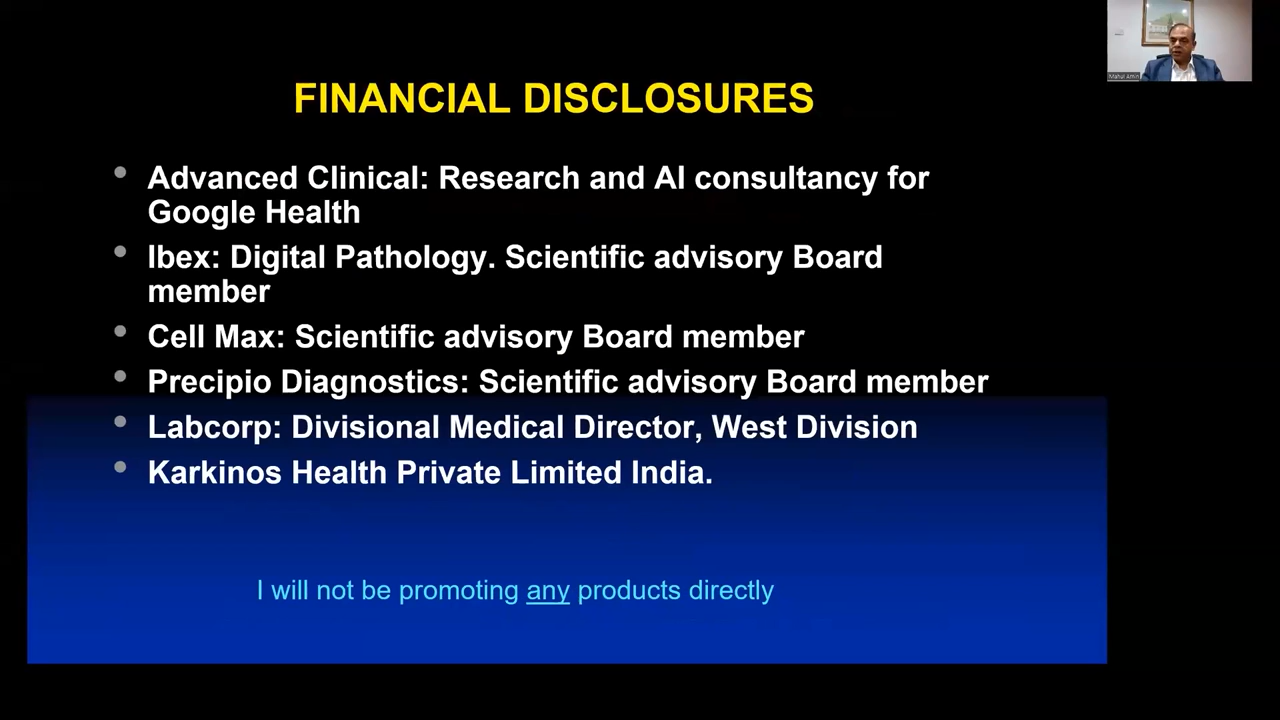 FINANCIAL DISCLOSURES
• Advanced Clinical: Research and AI consultancy for
Google Health
• Ibex: Digital Pathology. Scientific advisory Board
member
• Cell Max: Scientific advisory Board member
• Precipio Diagnostics: Scientific advisory Board member
• Labcorp: Divisional Medical Director, West Division
• Karkinos Health Private Limited India.
I will not be promoting any products directly
Mahul Amin